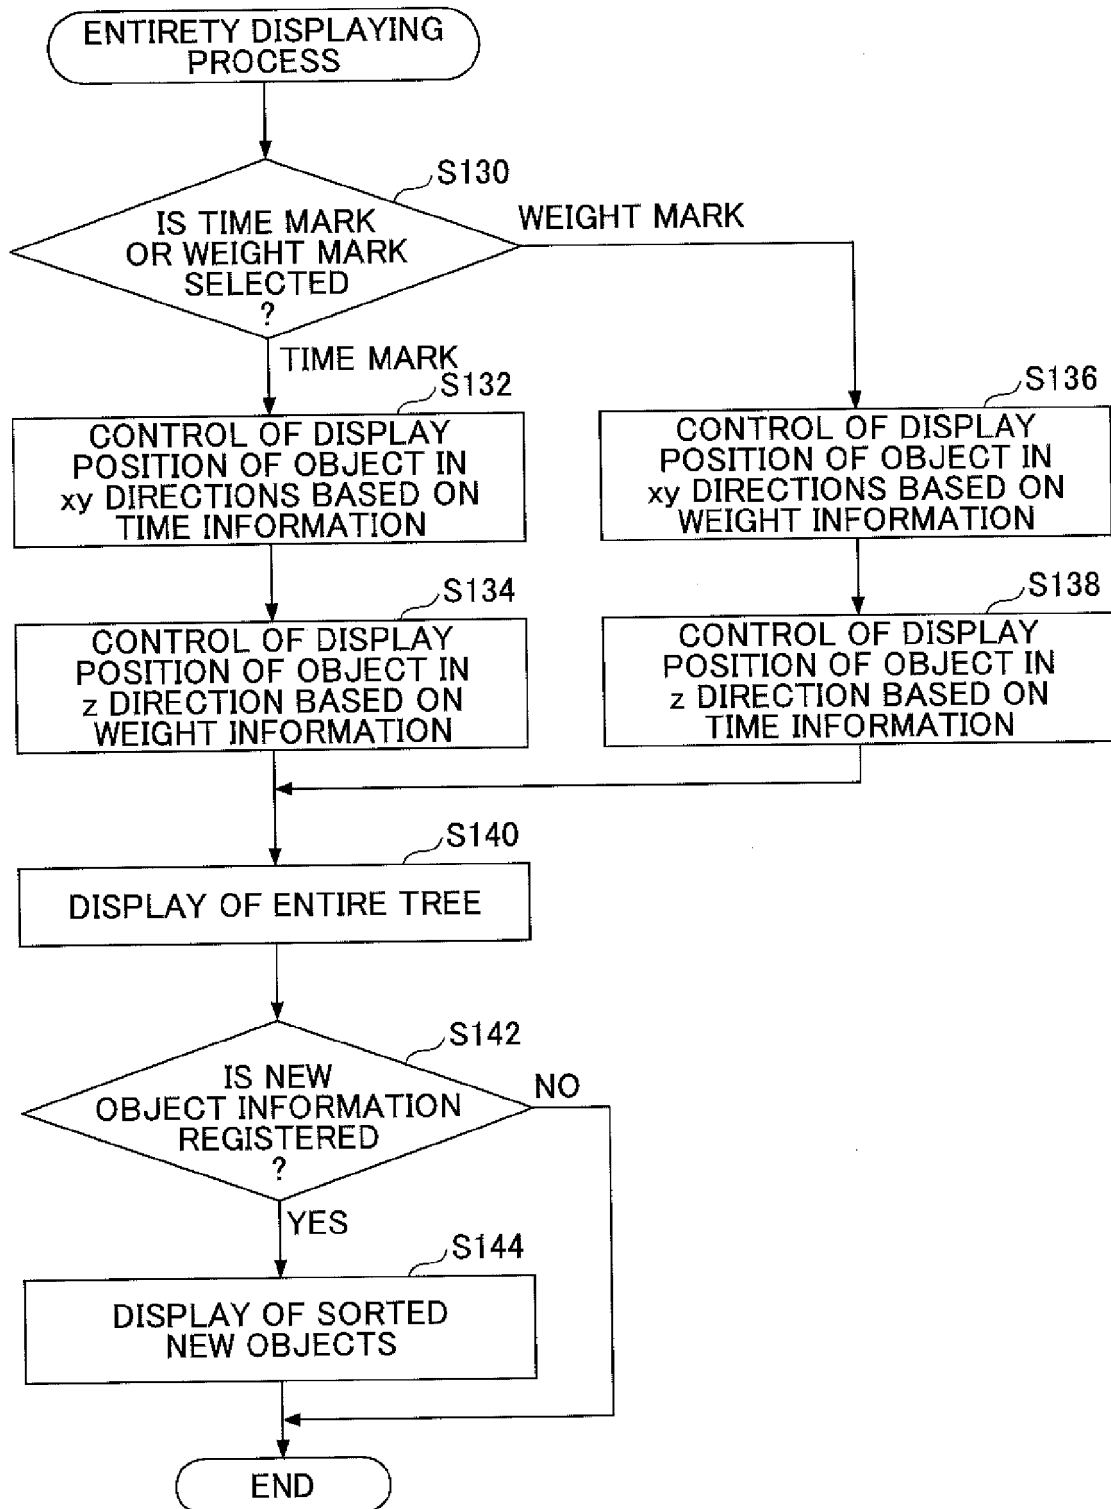 ENTIRETY DISPLAYING
PROCESS
S130
IS TIME MARK
OR WEIGHT MARK
SELECTED
?
WEIGHT MARK
TIME MARK
S132
CONTROL OF DISPLAY
POSITION OF OBJECT IN
xy DIRECTIONS BASED ON
TIME INFORMATION
S136
CONTROL OF DISPLAY
POSITION OF OBJECT IN
xy DIRECTIONS BASED ON
WEIGHT INFORMATION
S134
CONTROL OF DISPLAY
POSITION OF OBJECT IN
z DIRECTION BASED ON
WEIGHT INFORMATION
S138
CONTROL OF DISPLAY
POSITION OF OBJECT IN
z DIRECTION BASED ON
TIME INFORMATION
S140
DISPLAY OF ENTIRE TREE
S142
IS NEW
OBJECT INFORMATION
REGISTERED
?
NO
YES
S144
DISPLAY OF SORTED
NEW OBJECTS
END